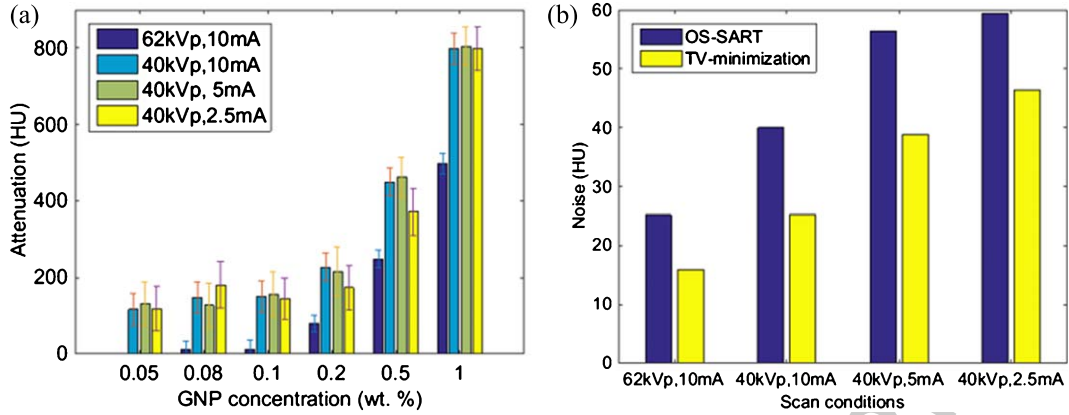 (a)
62kVp,10mA
40kVp,10mA
40kVp, 5mA
40kVp,2.5mA
Attenuation (HU)
800
600
400
200
0
0.05 0.08 0.1 0.2 0.5 1
GNP concentration (wt. %)
(b)
OS-SART
TV-minimization
Noise (HU)
60
50
40
30
20
10
0
62kVp,10mA 40kVp,10mA 40kVp,5mA 40kVp,2.5mA
Scan conditions